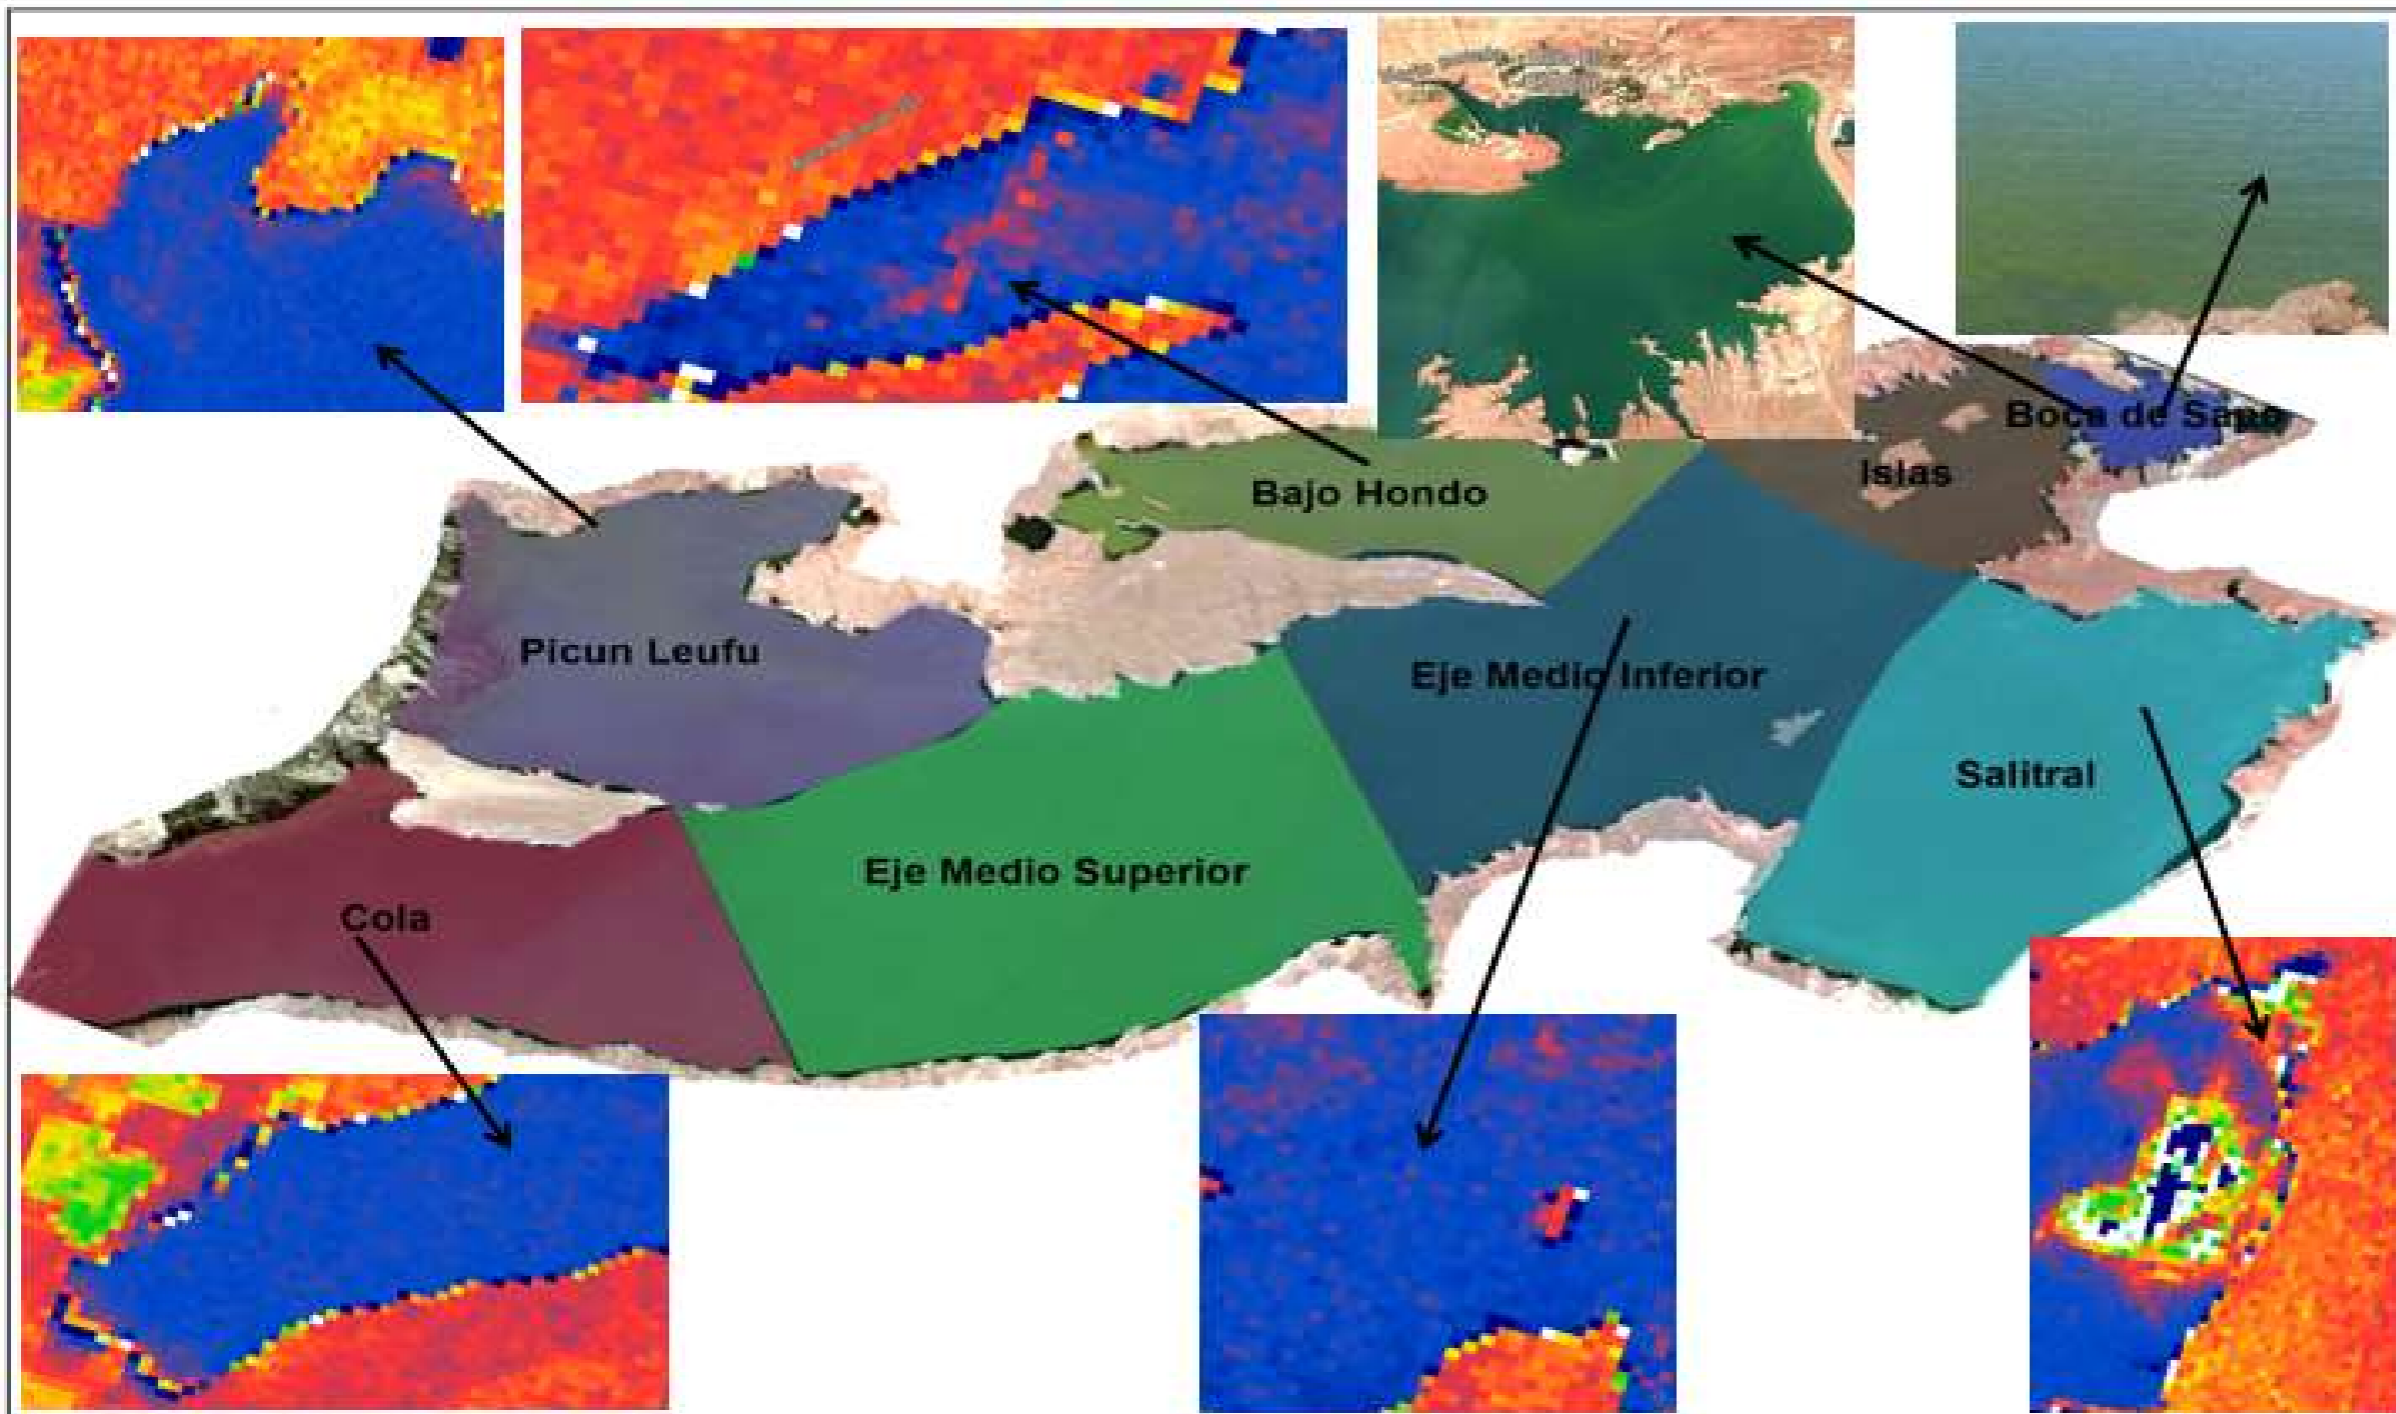 Boca de Sapo
Islas
Bajo Hondo
Picun Leufu
Eje Medio Inferior
Salitral
Eje Medio Superior
Cola